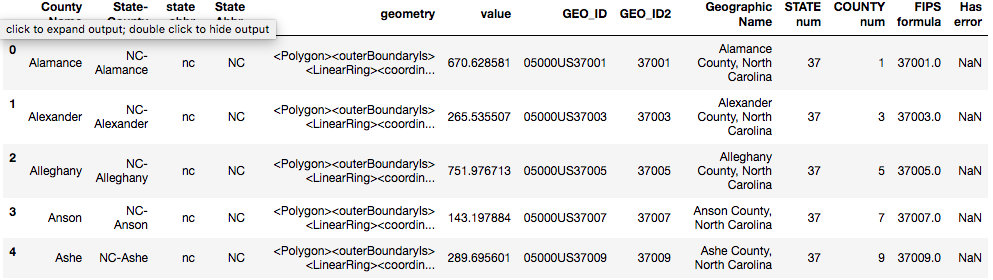 County State- state State geometry value GEO_ID GEO_ID2 Geographic STATE COUNTY FIPS Has
Name County abbr Abbr Name num num formula error
click to expand output; double click to hide output
0 Alamance NC-Alamance nc NC <Polygon><outerBoundaryIs><LinearRing><coordin... 670.628581 05000US37001 37001 Alamance County, North Carolina 37 1 37001.0 NaN
1 Alexander NC-Alexander nc NC <Polygon><outerBoundaryIs><LinearRing><coordin... 265.535507 05000US37003 37003 Alexander County, North Carolina 37 3 37003.0 NaN
2 Alleghany NC-Alleghany nc NC <Polygon><outerBoundaryIs><LinearRing><coordin... 751.976713 05000US37005 37005 Alleghany County, North Carolina 37 5 37005.0 NaN
3 Anson NC-Anson nc NC <Polygon><outerBoundaryIs><LinearRing><coordin... 143.197884 05000US37007 37007 Anson County, North Carolina 37 7 37007.0 NaN
4 Ashe NC-Ashe nc NC <Polygon><outerBoundaryIs><LinearRing><coordin... 289.695601 05000US37009 37009 Ashe County, North Carolina 37 9 37009.0 NaN